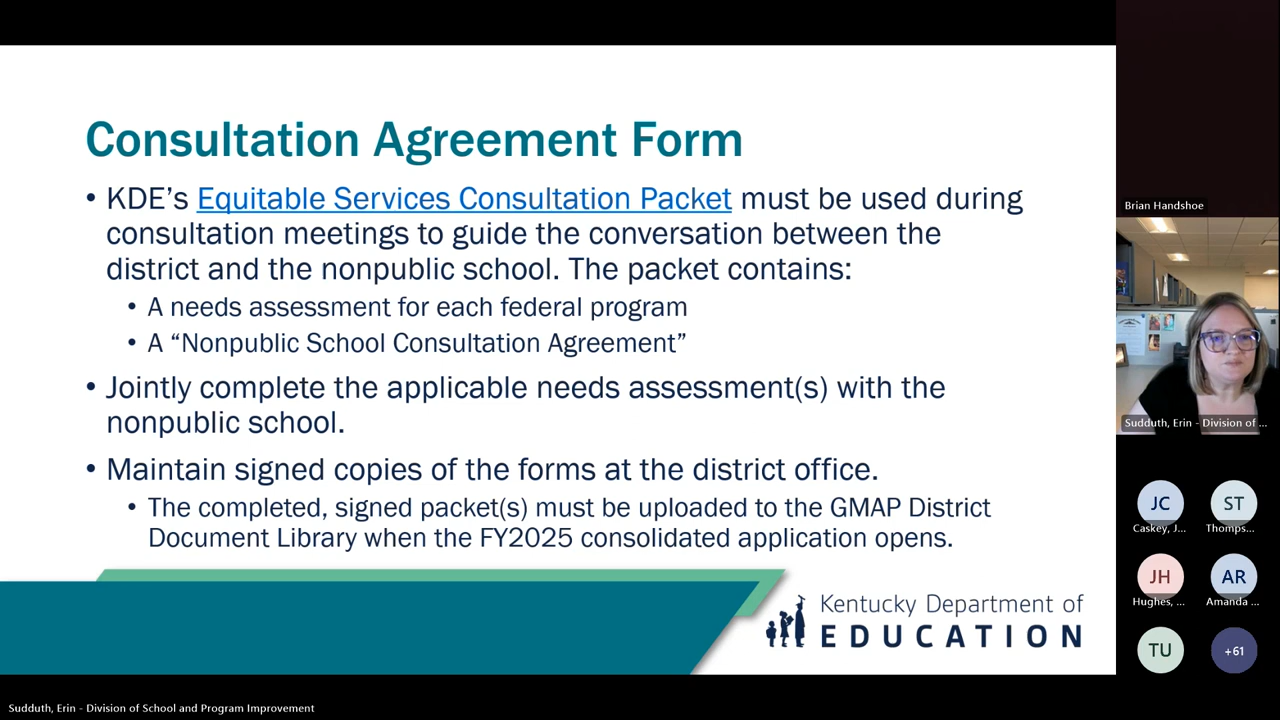 Consultation Agreement Form
• KDE’s Equitable Services Consultation Packet must be used during
consultation meetings to guide the conversation between the
district and the nonpublic school. The packet contains:
• A needs assessment for each federal program
• A “Nonpublic School Consultation Agreement”
• Jointly complete the applicable needs assessment(s) with the
nonpublic school.
• Maintain signed copies of the forms at the district office.
• The completed, signed packet(s) must be uploaded to the GMAP District
Document Library when the FY2025 consolidated application opens.
Kentucky Department of
EDUCATION
Brian Handshoe
Sudduth, Erin - Division of ...
JC
Caskey, J...
ST
Thomps...
JH
Hughes, ...
AR
Amanda ...
TU
+61
Sudduth, Erin - Division of School and Program Improvement